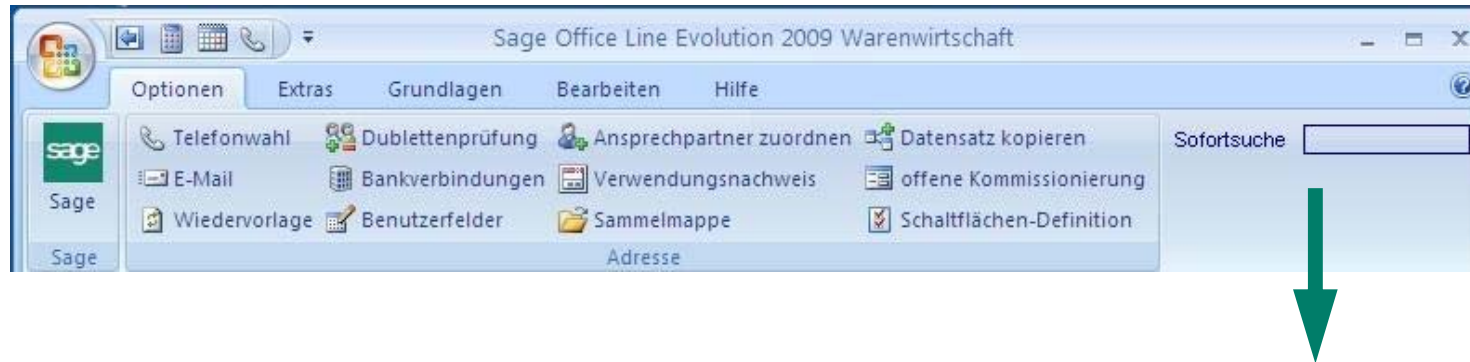 Sage Office Line Evolution 2009 Warenwirtschaft
Optionen Extras Grundlagen Bearbeiten Hilfe
sage
Sage
Telefonwahl Dublettenprüfung Ansprechpartner zuordnen Datensatz kopieren Sofortsuche
E-Mail Bankverbindungen Verwendungsnachweis offene Kommissionierung
Wiedervorlage Benutzerfelder Sammelmappe Schaltflächen-Definition
Sage Adresse